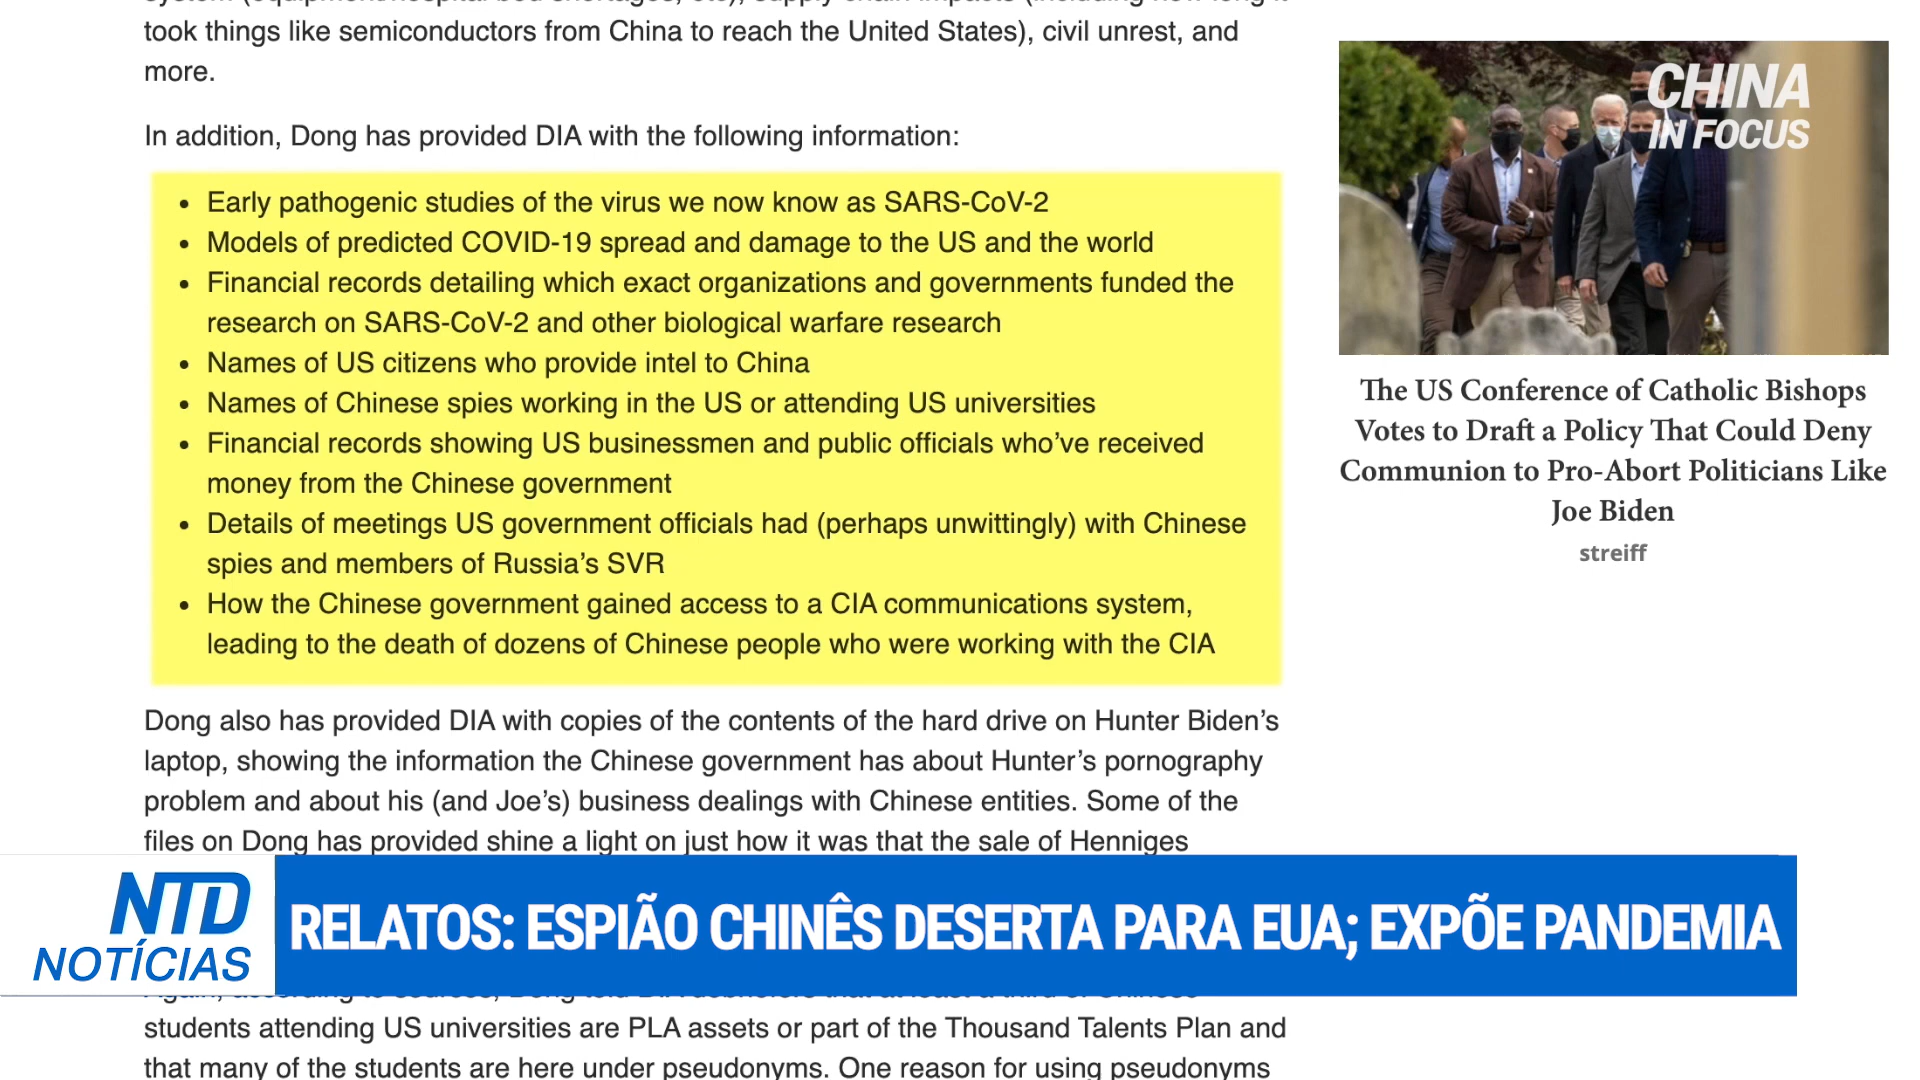 took things like semiconductors from China to reach the United States), civil unrest, and
more.
In addition, Dong has provided DIA with the following information:
• Early pathogenic studies of the virus we now know as SARS-CoV-2
• Models of predicted COVID-19 spread and damage to the US and the world
• Financial records detailing which exact organizations and governments funded the
research on SARS-CoV-2 and other biological warfare research
• Names of US citizens who provide intel to China
• Names of Chinese spies working in the US or attending US universities
• Financial records showing US businessmen and public officials who’ve received
money from the Chinese government
• Details of meetings US government officials had (perhaps unwittingly) with Chinese
spies and members of Russia’s SVR
• How the Chinese government gained access to a CIA communications system,
leading to the death of dozens of Chinese people who were working with the CIA
Dong also has provided DIA with copies of the contents of the hard drive on Hunter Biden’s
laptop, showing the information the Chinese government has about Hunter’s pornography
problem and about his (and Joe’s) business dealings with Chinese entities. Some of the
files on Dong has provided shine a light on just how it was that the sale of Henniges
students attending US universities are PLA assets or part of the Thousand Talents Plan and
that many of the students are here under pseudonyms. One reason for using pseudonyms
CHINA
IN FOCUS
The US Conference of Catholic Bishops
Votes to Draft a Policy That Could Deny
Communion to Pro-Abort Politicians Like
Joe Biden
streiff
NTD
NOTÍCIAS
RELATOS: ESPIÃO CHINÊS DESERTA PARA EUA; EXPÕE PANDEMIA